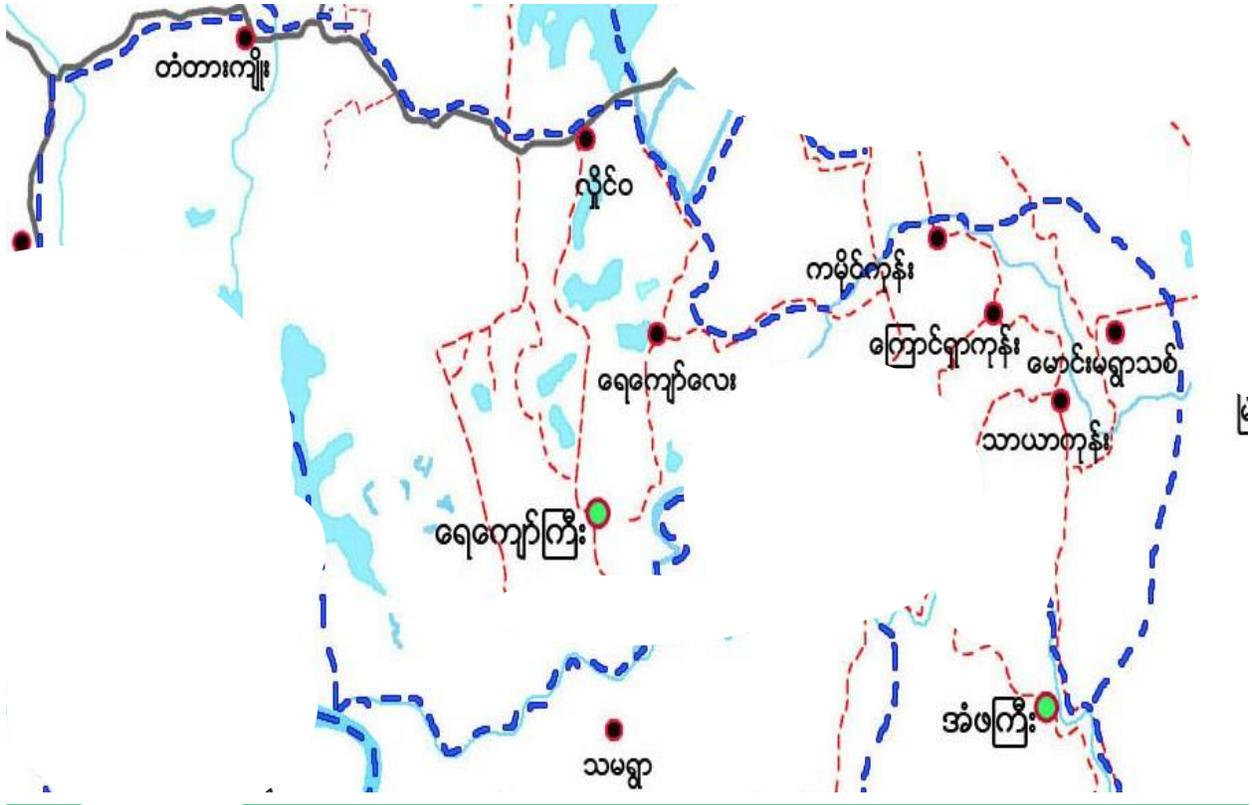 တံတားကျိုး
လှိုင်ဝ
ကမိုင်ကုန်း
ကြောင်ရှာကုန်း
မောင်းမရွာသစ်
ရေကျော်လေး
သာယာကုန်း
ရေကျော်ကြီး
အံဖကြီး
သမရွာ